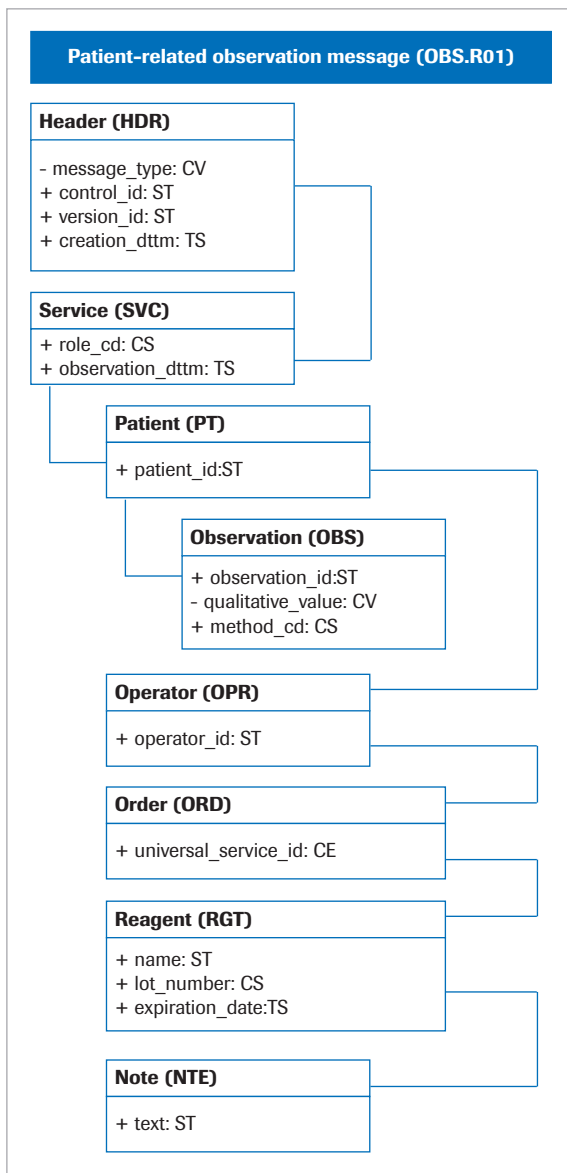 Patient-related observation message (OBS.R01)
Header (HDR)
- message_type: CV
+ control_id: ST
+ version_id: ST
+ creation_dttm: TS
Service (SVC)
+ role_cd: CS
+ observation_dttm: TS
Patient (PT)
+ patient_id:ST
Observation (OBS)
+ observation_id:ST
- qualitative_value: CV
+ method_cd: CS
Operator (OPR)
+ operator_id: ST
Order (ORD)
+ universal_service_id: CE
Reagent (RGT)
+ name: ST
+ lot_number: CS
+ expiration_date:TS
Note (NTE)
+ text: ST